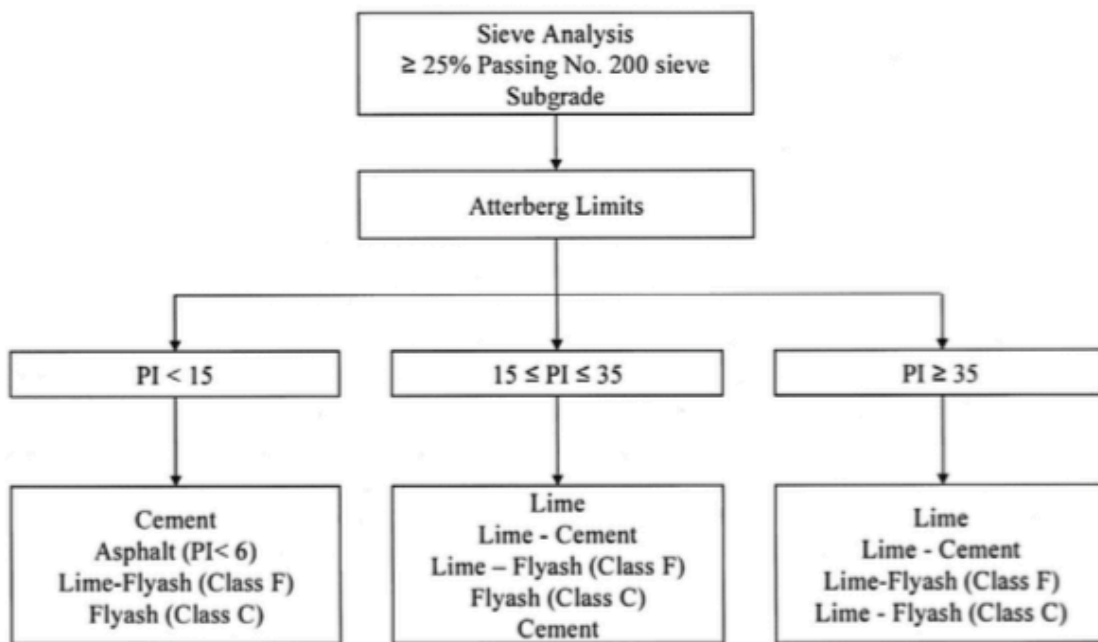 Sieve Analysis
≥ 25% Passing No. 200 sieve
Subgrade
Atterberg Limits
PI < 15
15 ≤ PI ≤ 35
PI ≥ 35
Cement
Asphalt (PI< 6)
Lime-Flyash (Class F)
Flyash (Class C)
Lime
Lime - Cement
Lime – Flyash (Class F)
Flyash (Class C)
Cement
Lime
Lime - Cement
Lime-Flyash (Class F)
Lime - Flyash (Class C)